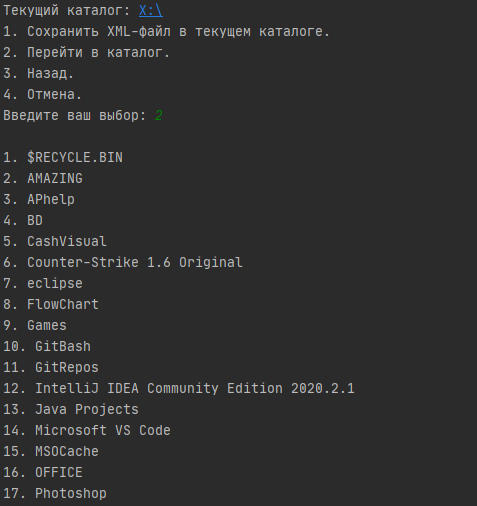 Текущий каталог: X:\
1. Сохранить XML-файл в текущем каталоге.
2. Перейти в каталог.
3. Назад.
4. Отмена.
Введите ваш выбор: 2
1. $RECYCLE.BIN
2. AMAZING
3. APhelp
4. BD
5. CashVisual
6. Counter-Strike 1.6 Original
7. eclipse
8. FlowChart
9. Games
10. GitBash
11. GitRepos
12. IntelliJ IDEA Community Edition 2020.2.1
13. Java Projects
14. Microsoft VS Code
15. MSOCache
16. OFFICE
17. Photoshop